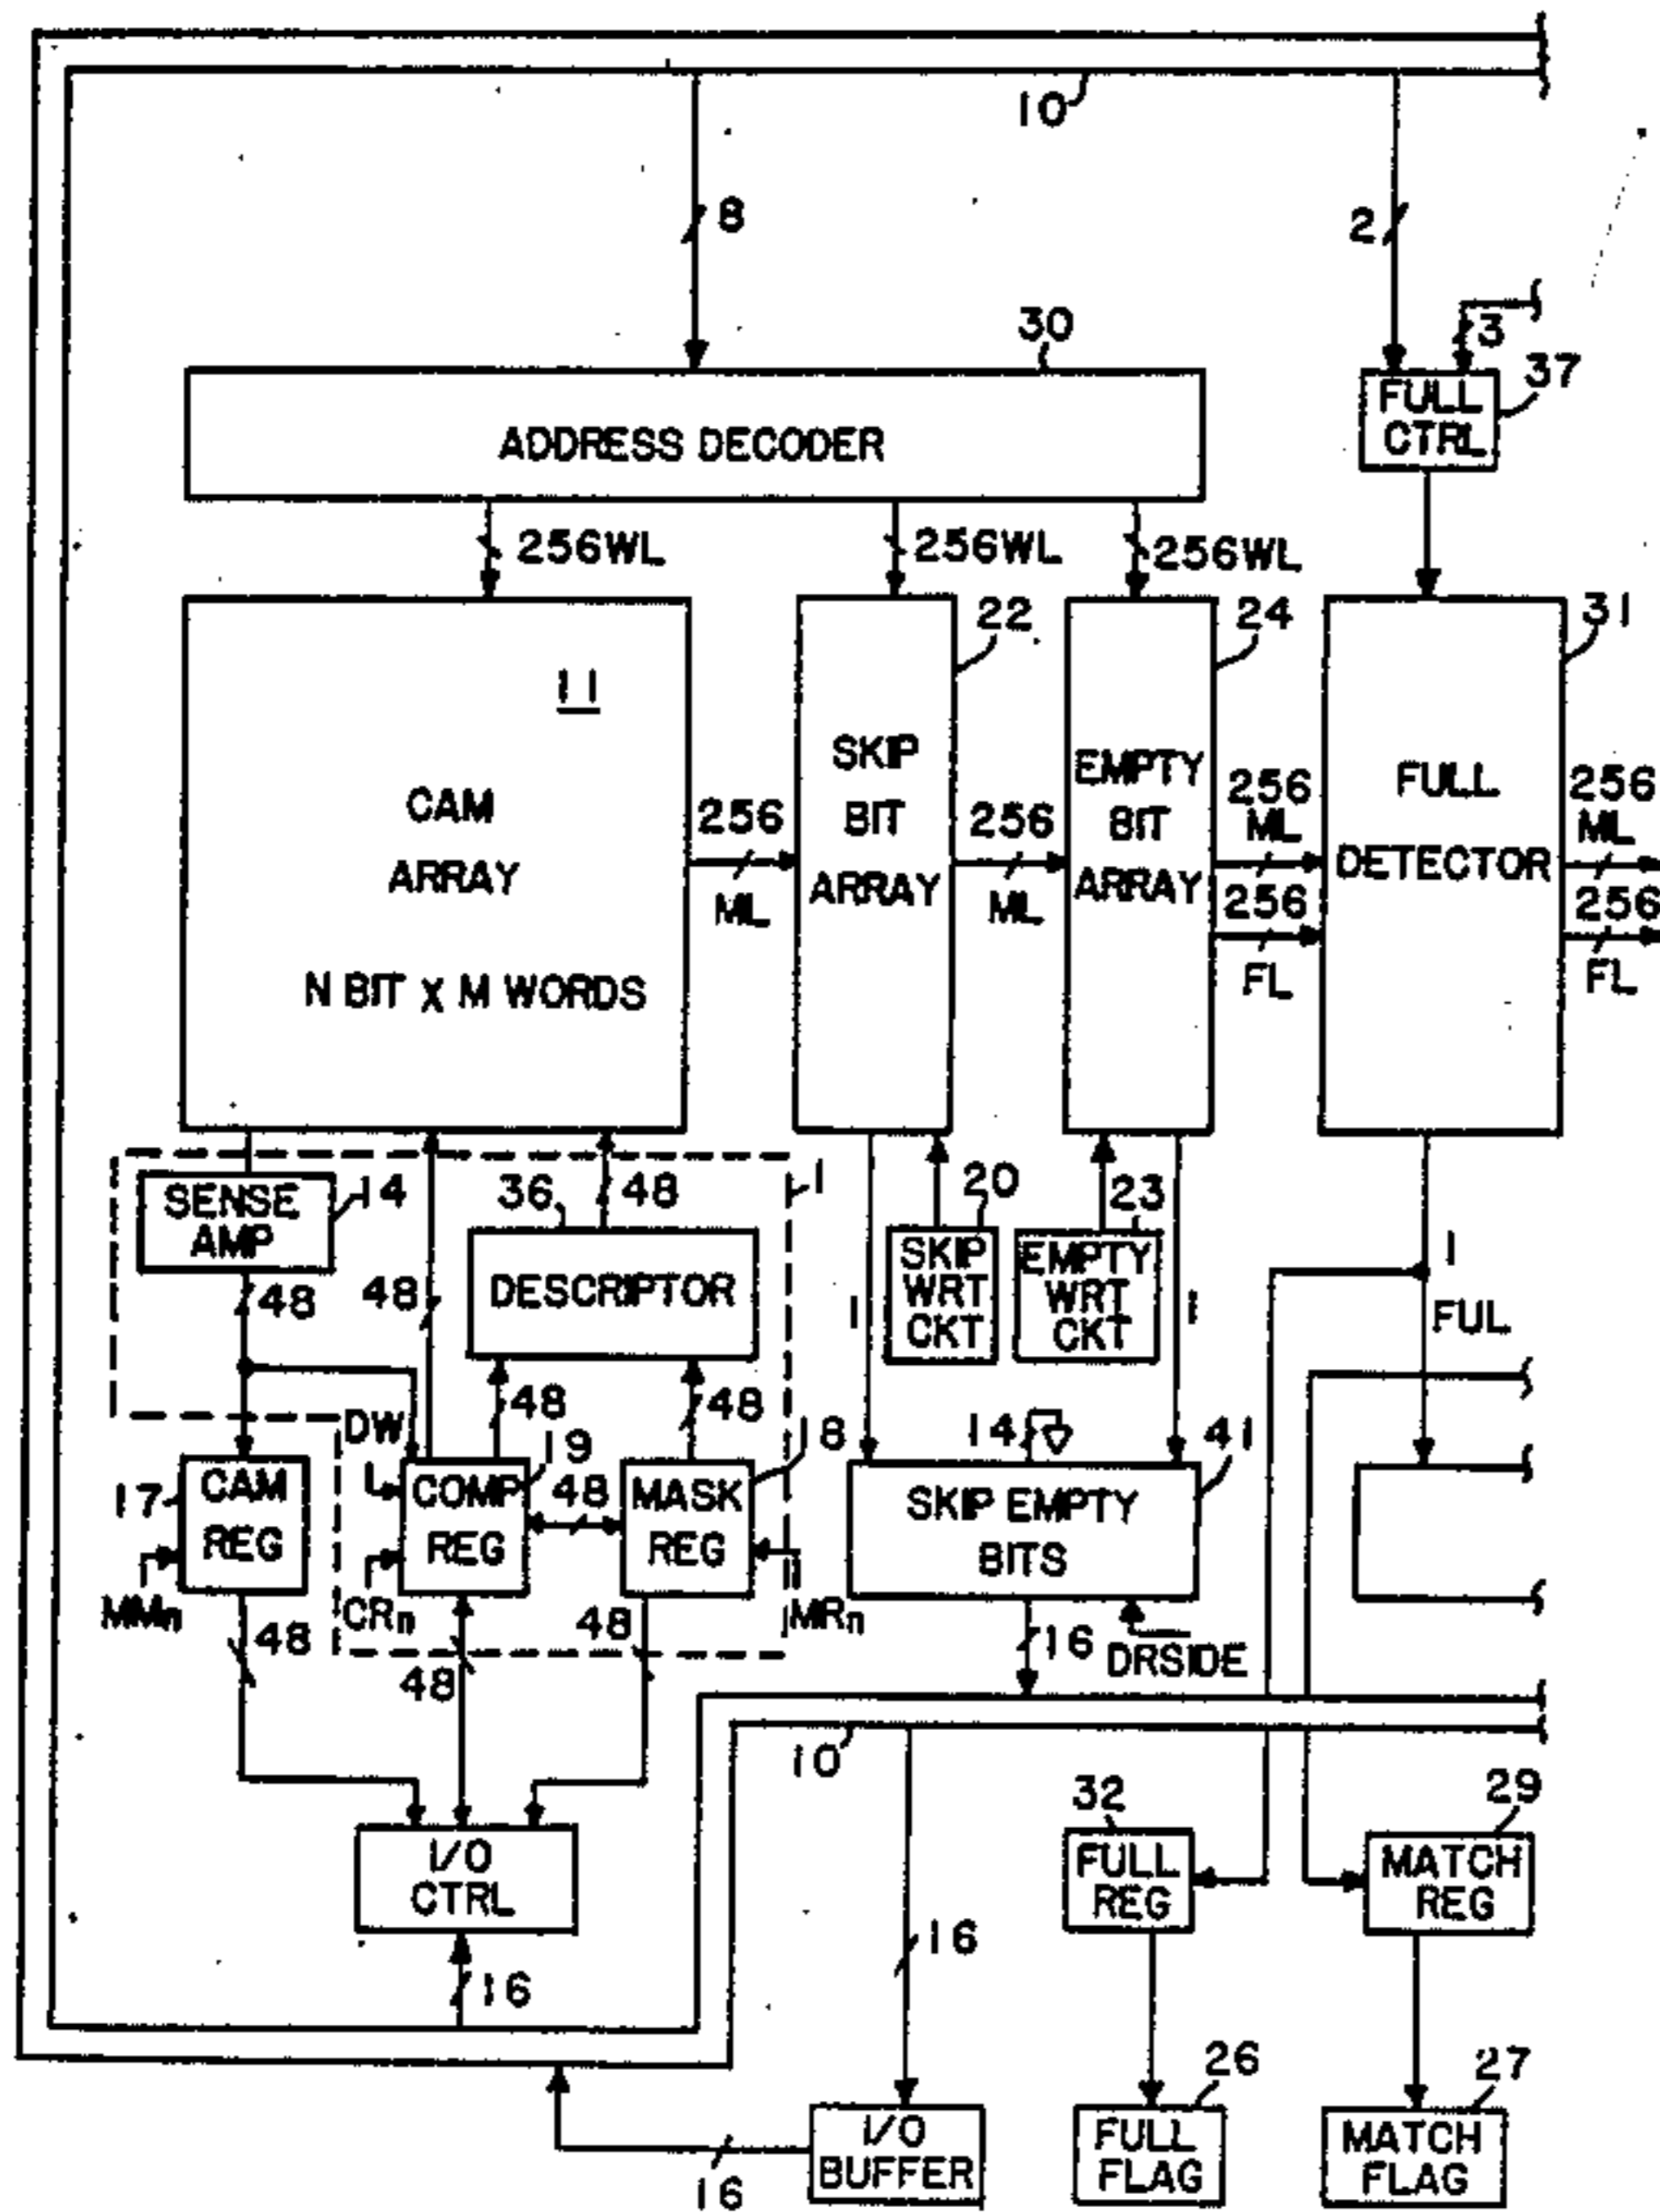 10
8
2
3
30
37
FULL
CTRL
ADDRESS DECODER
256WL
256WL
256WL
22
24
31
11
SKIP
BIT
ARRAY
EMPTY
BIT
ARRAY
FULL
DETECTOR
CAM
ARRAY
N BIT X M WORDS
256
ML
256
ML
256
ML
256
FL
256
ML
256
FL
SENSE
AMP
14
36
48
1
20
23
48
48
DESCRIPTOR
SKIP
WRT
CKT
EMPTY
WRT
CKT
1
1
1
FUL
DW
48
48
18
14
41
17
CAM
REG
COMP
REG
19
48
MASK
REG
SKIP EMPTY
BITS
MMn
CRn
MRn
48
48
48
16
DRSIDE
10
32
29
I/O
CTRL
FULL
REG
MATCH
REG
16
16
26
27
I/O
BUFFER
FULL
FLAG
MATCH
FLAG
16